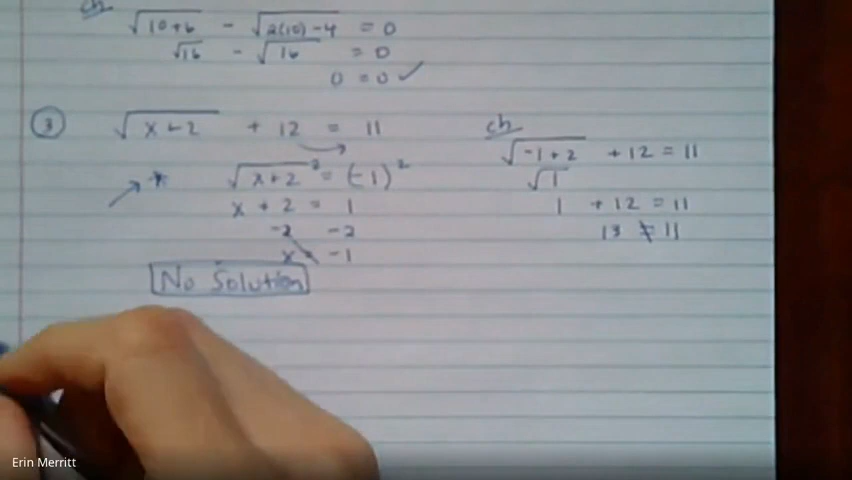 ch
√10+6 - √2(10)-4 = 0
√16 - √16 = 0
0 = 0 ✓
3 √x+2 + 12 = 11
* √x+2² = (-1)²
x + 2 = 1
-2 -2
x = -1
No Solution
ch
√-1+2 + 12 = 11
√1
1 + 12 = 11
13 ≠ 11
Erin Merritt